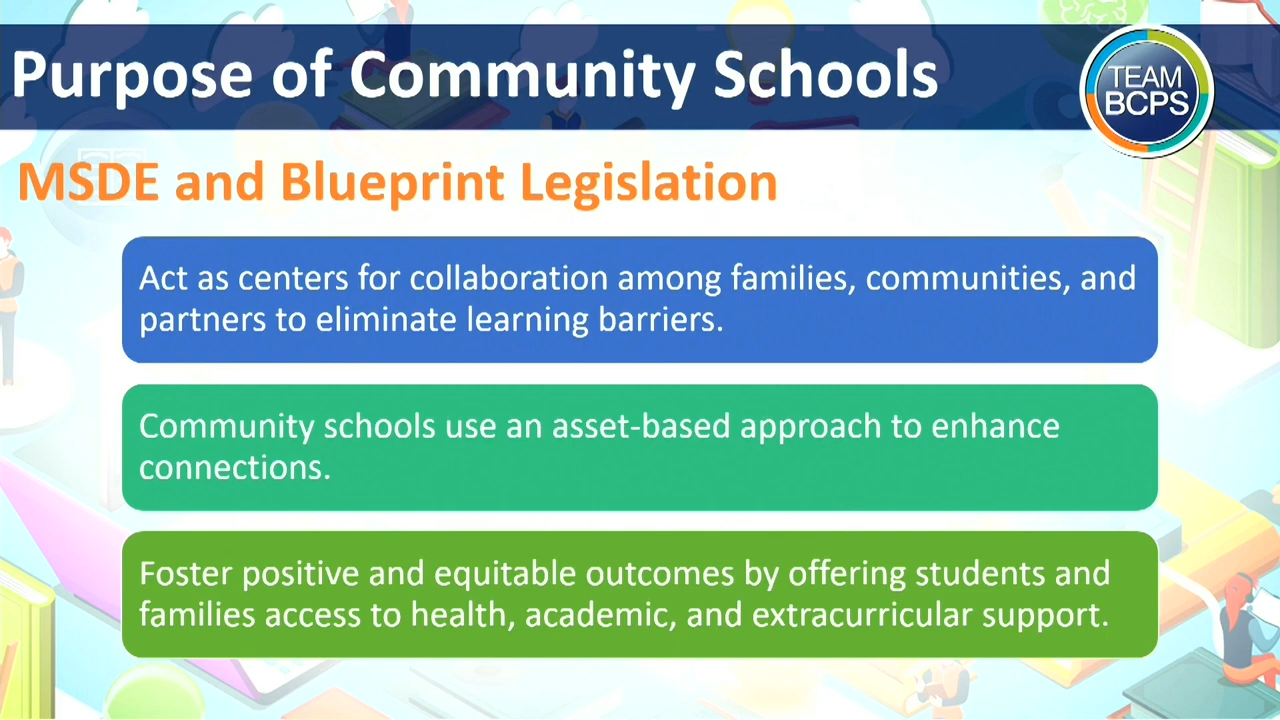 Purpose of Community Schools
TEAM
BCPS
MSDE and Blueprint Legislation
Act as centers for collaboration among families, communities, and
partners to eliminate learning barriers.
Community schools use an asset-based approach to enhance
connections.
Foster positive and equitable outcomes by offering students and
families access to health, academic, and extracurricular support.